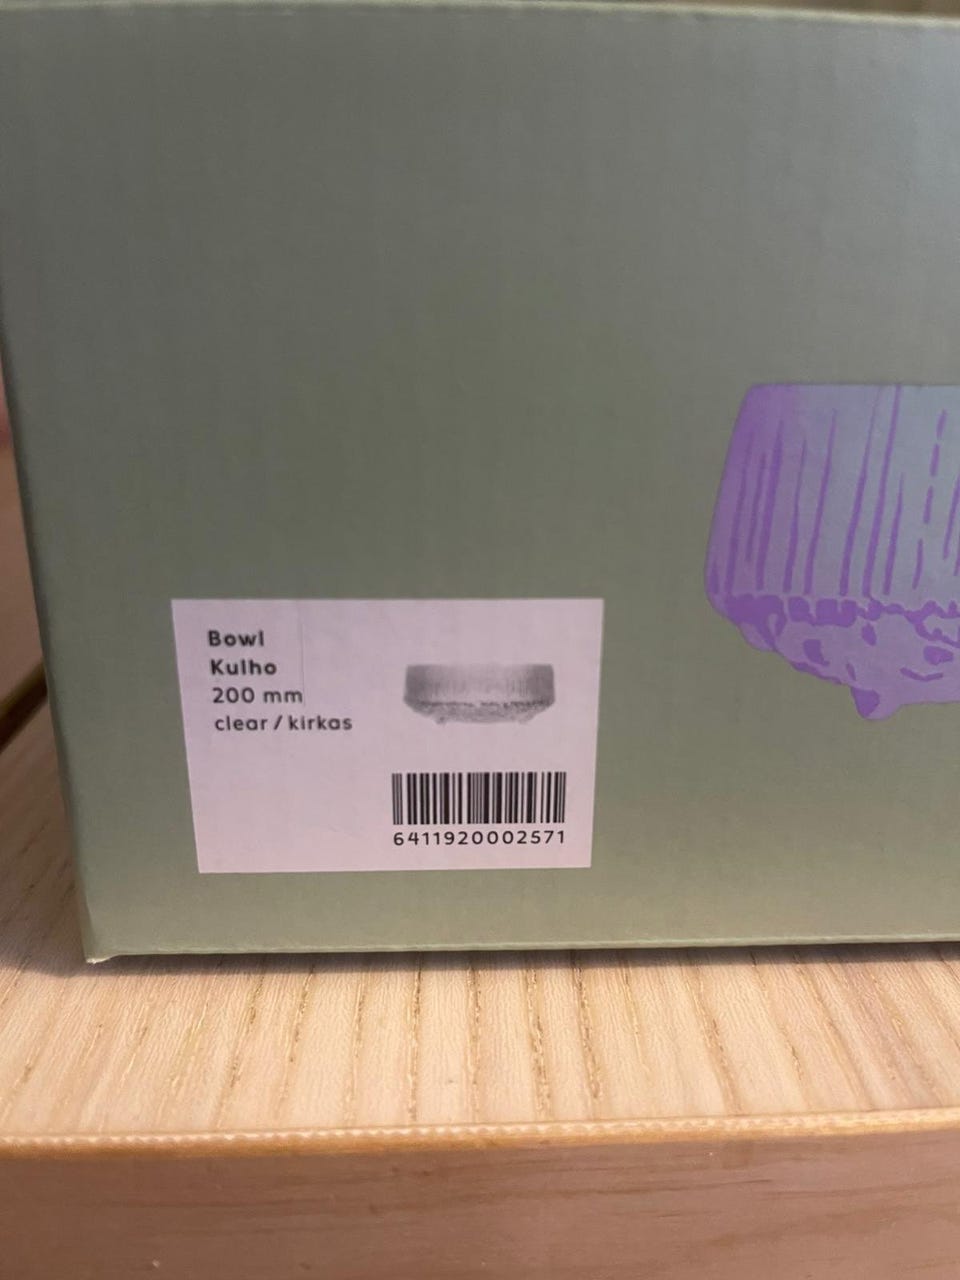 Bowl
Kulho
200 mm
clear / kirkas
6411920002571